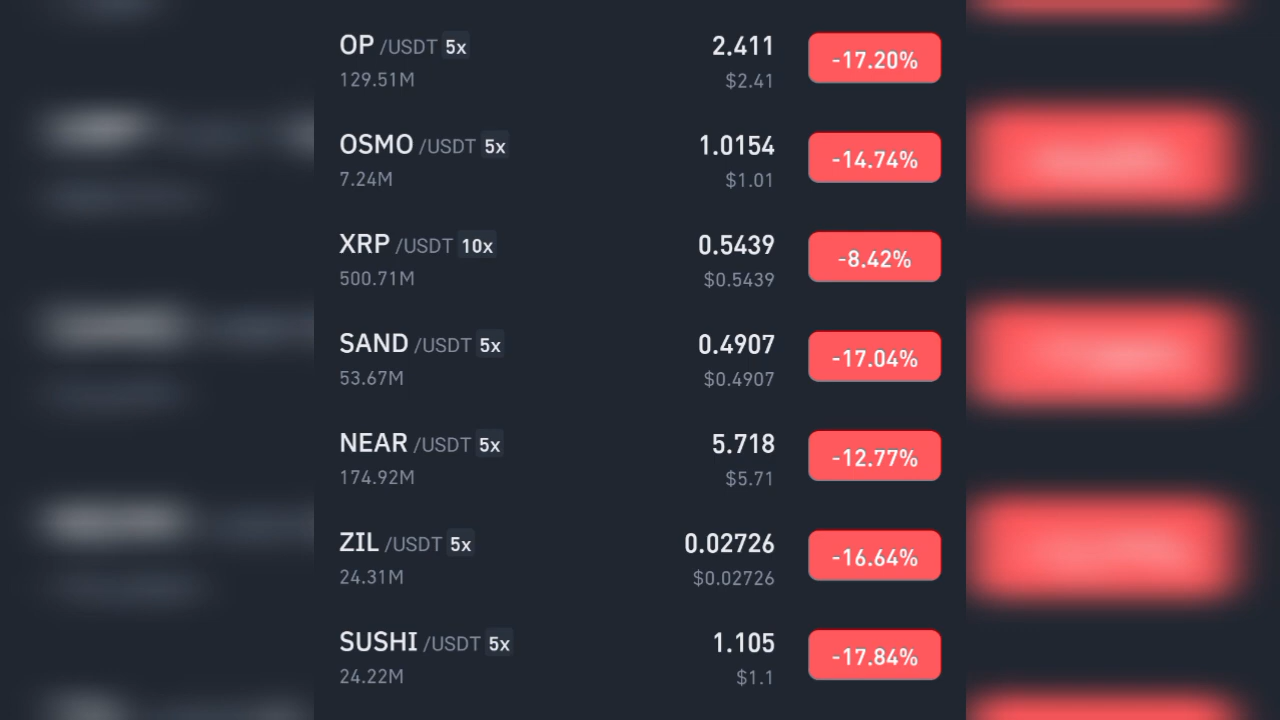 OP /USDT 5x 2.411 -17.20%
129.51M $2.41
OSMO /USDT 5x 1.0154 -14.74%
7.24M $1.01
XRP /USDT 10x 0.5439 -8.42%
500.71M $0.5439
SAND /USDT 5x 0.4907 -17.04%
53.67M $0.4907
NEAR /USDT 5x 5.718 -12.77%
174.92M $5.71
ZIL /USDT 5x 0.02726 -16.64%
24.31M $0.02726
SUSHI /USDT 5x 1.105 -17.84%
24.22M $1.1